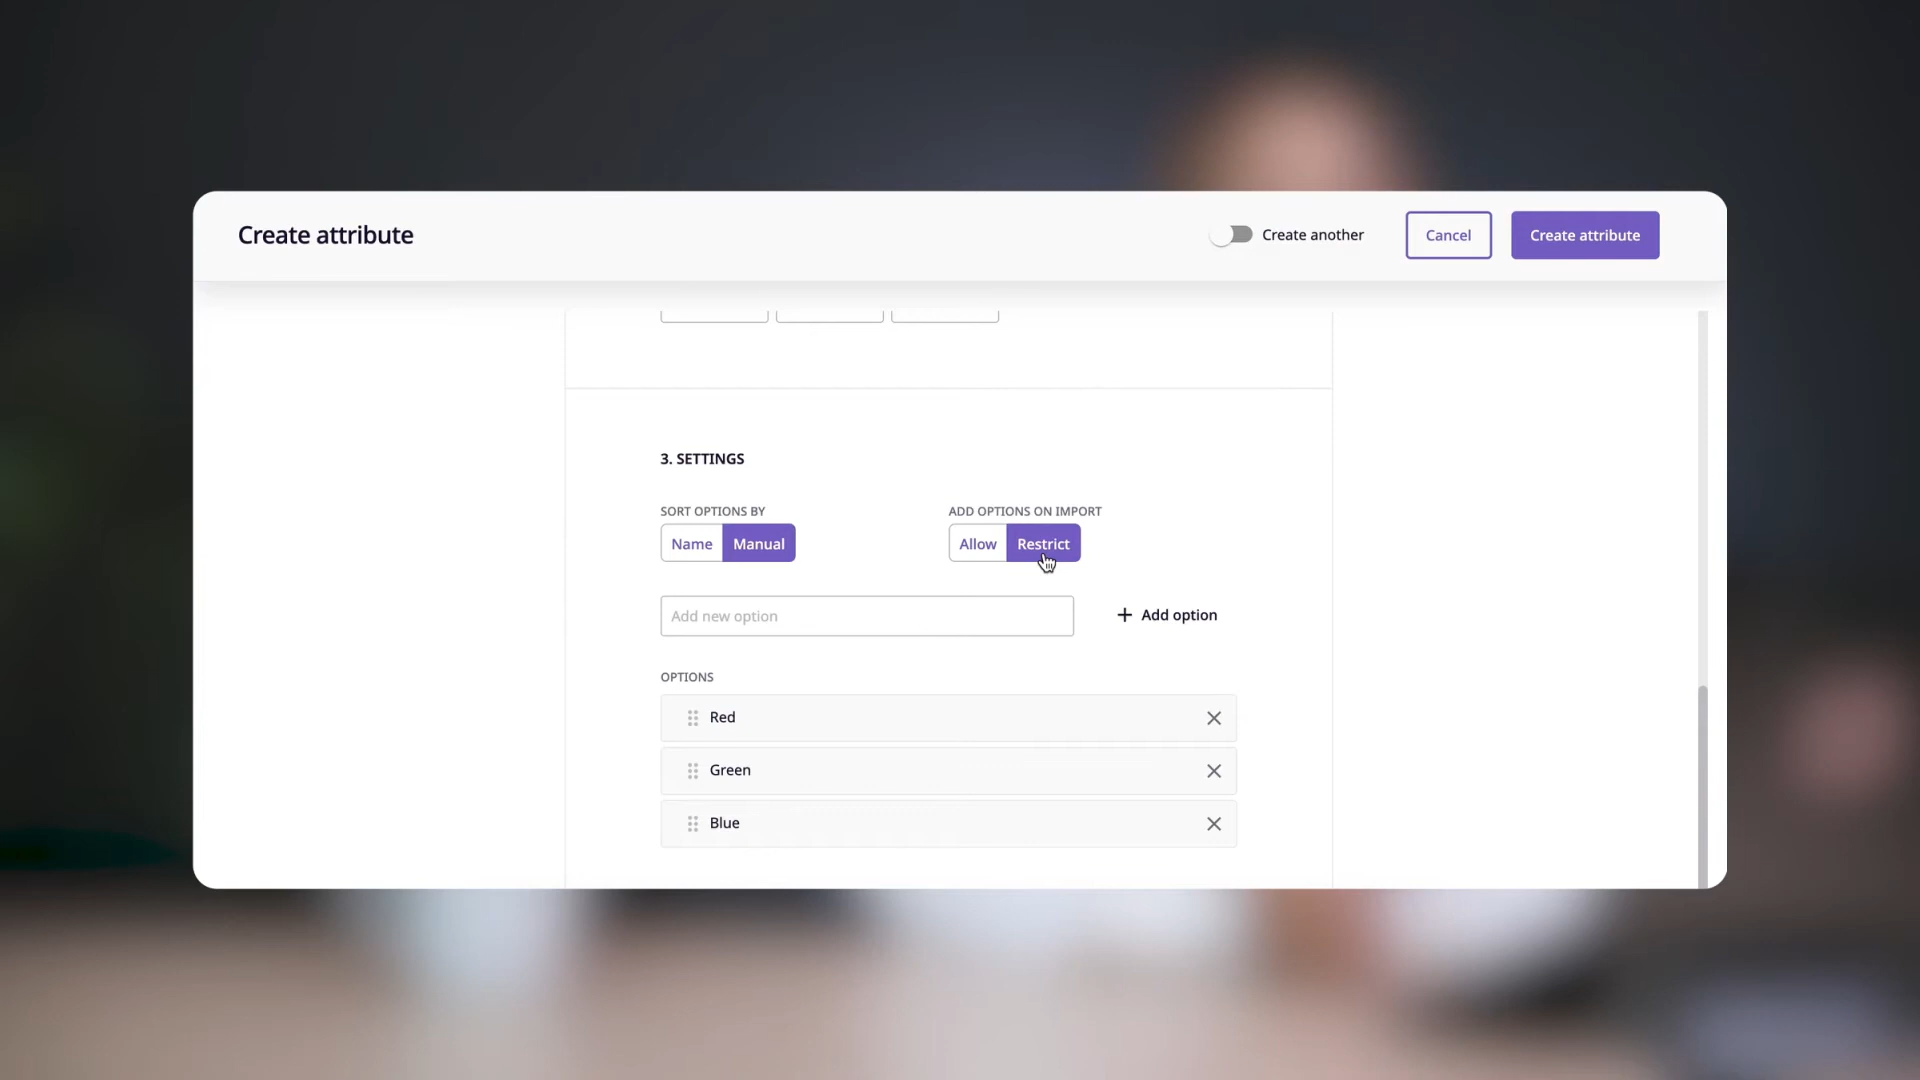 Create attribute
Create another
Cancel
Create attribute
3. SETTINGS
SORT OPTIONS BY
ADD OPTIONS ON IMPORT
Name
Manual
Allow
Restrict
Add new option
Add option
OPTIONS
Red
Green
Blue